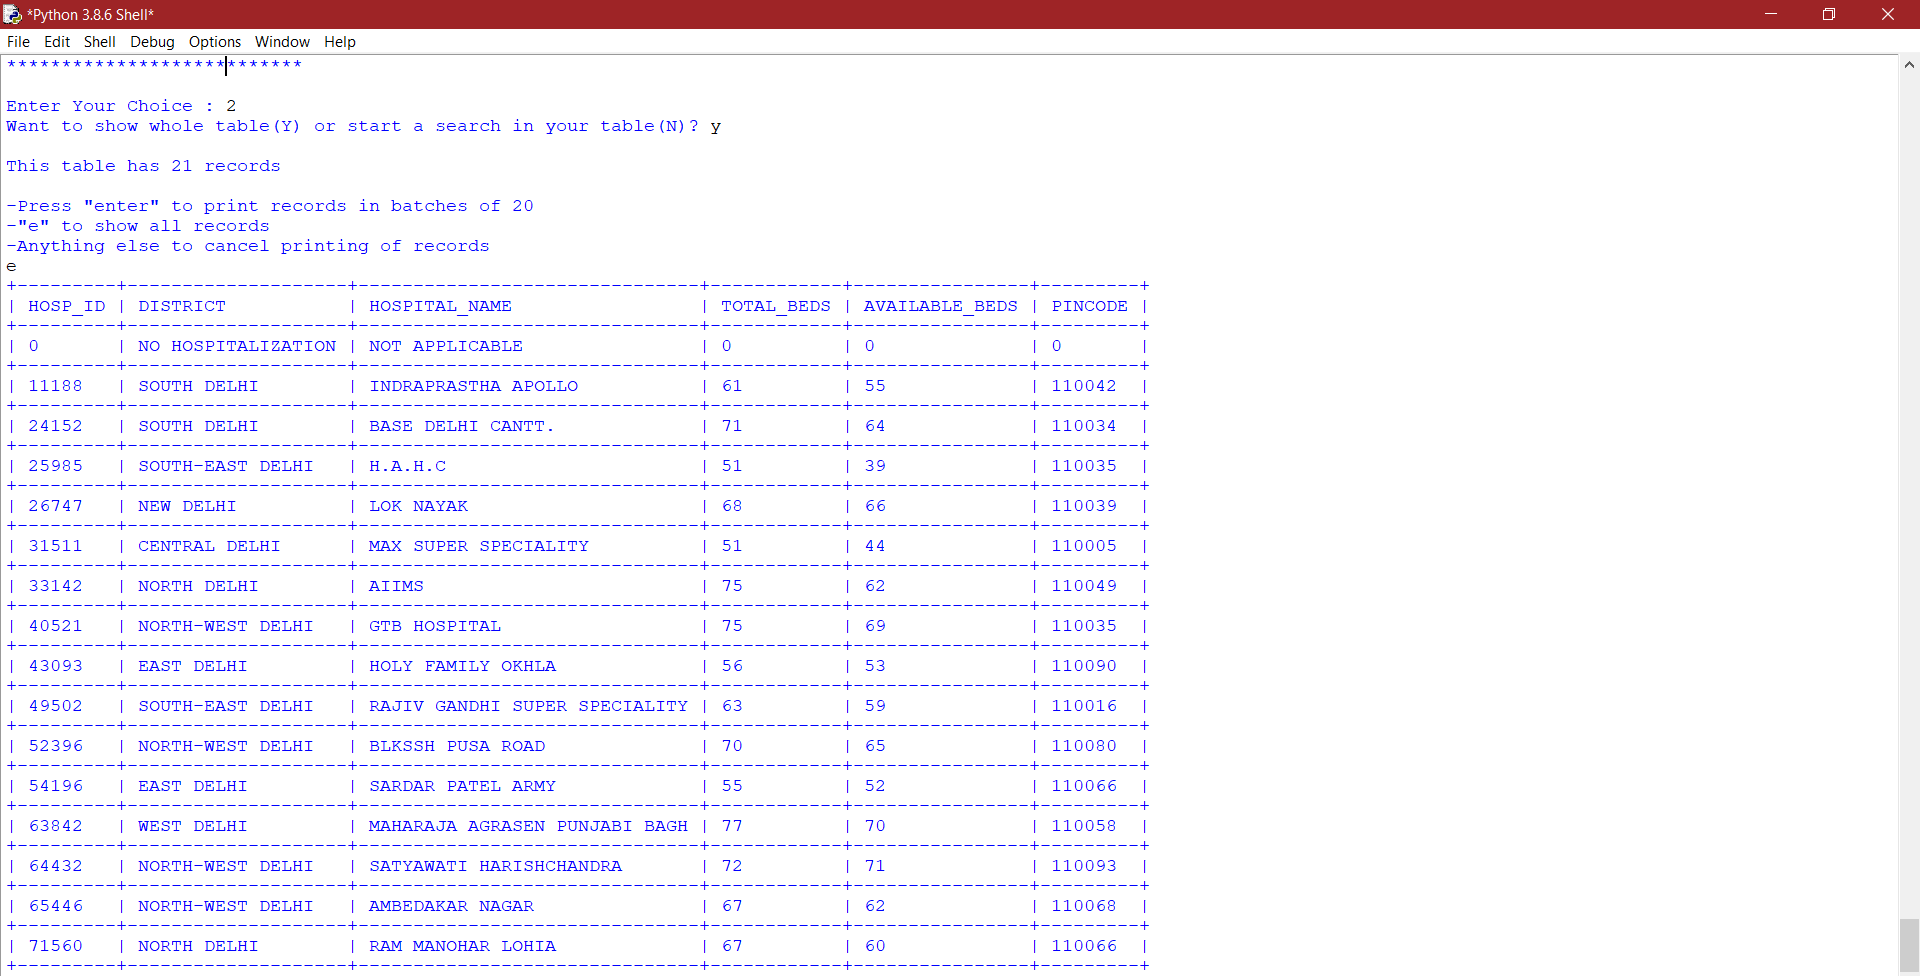 *Python 3.8.6 Shell*
File Edit Shell Debug Options Window Help
***************************
Enter Your Choice : 2
Want to show whole table(Y) or start a search in your table(N)? y
This table has 21 records
-Press "enter" to print records in batches of 20
-"e" to show all records
-Anything else to cancel printing of records
e
+---------+--------------------+-------------------------------+------------+----------------+---------+
| HOSP_ID | DISTRICT | HOSPITAL_NAME | TOTAL_BEDS | AVAILABLE_BEDS | PINCODE |
+---------+--------------------+-------------------------------+------------+----------------+---------+
| 0 | NO HOSPITALIZATION | NOT APPLICABLE | 0 | 0 | 0 |
+---------+--------------------+-------------------------------+------------+----------------+---------+
| 11188 | SOUTH DELHI | INDRAPRASTHA APOLLO | 61 | 55 | 110042 |
+---------+--------------------+-------------------------------+------------+----------------+---------+
| 24152 | SOUTH DELHI | BASE DELHI CANTT. | 71 | 64 | 110034 |
+---------+--------------------+-------------------------------+------------+----------------+---------+
| 25985 | SOUTH-EAST DELHI | H.A.H.C | 51 | 39 | 110035 |
+---------+--------------------+-------------------------------+------------+----------------+---------+
| 26747 | NEW DELHI | LOK NAYAK | 68 | 66 | 110039 |
+---------+--------------------+-------------------------------+------------+----------------+---------+
| 31511 | CENTRAL DELHI | MAX SUPER SPECIALITY | 51 | 44 | 110005 |
+---------+--------------------+-------------------------------+------------+----------------+---------+
| 33142 | NORTH DELHI | AIIMS | 75 | 62 | 110049 |
+---------+--------------------+-------------------------------+------------+----------------+---------+
| 40521 | NORTH-WEST DELHI | GTB HOSPITAL | 75 | 69 | 110035 |
+---------+--------------------+-------------------------------+------------+----------------+---------+
| 43093 | EAST DELHI | HOLY FAMILY OKHLA | 56 | 53 | 110090 |
+---------+--------------------+-------------------------------+------------+----------------+---------+
| 49502 | SOUTH-EAST DELHI | RAJIV GANDHI SUPER SPECIALITY | 63 | 59 | 110016 |
+---------+--------------------+-------------------------------+------------+----------------+---------+
| 52396 | NORTH-WEST DELHI | BLKSSH PUSA ROAD | 70 | 65 | 110080 |
+---------+--------------------+-------------------------------+------------+----------------+---------+
| 54196 | EAST DELHI | SARDAR PATEL ARMY | 55 | 52 | 110066 |
+---------+--------------------+-------------------------------+------------+----------------+---------+
| 63842 | WEST DELHI | MAHARAJA AGRASEN PUNJABI BAGH | 77 | 70 | 110058 |
+---------+--------------------+-------------------------------+------------+----------------+---------+
| 64432 | NORTH-WEST DELHI | SATYAWATI HARISHCHANDRA | 72 | 71 | 110093 |
+---------+--------------------+-------------------------------+------------+----------------+---------+
| 65446 | NORTH-WEST DELHI | AMBEDAKAR NAGAR | 67 | 62 | 110068 |
+---------+--------------------+-------------------------------+------------+----------------+---------+
| 71560 | NORTH DELHI | RAM MANOHAR LOHIA | 67 | 60 | 110066 |
+---------+--------------------+-------------------------------+------------+----------------+---------+